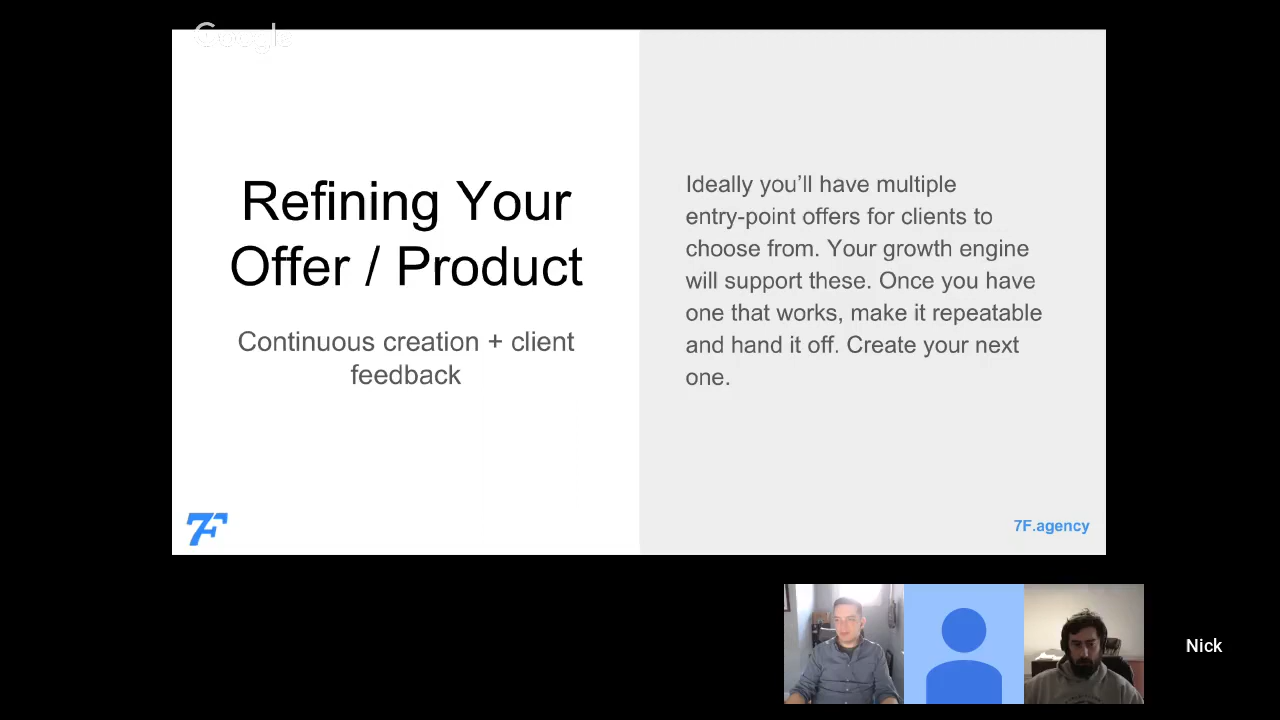 Google
Refining Your
Offer / Product
Continuous creation + client
feedback
Ideally you’ll have multiple
entry-point offers for clients to
choose from. Your growth engine
will support these. Once you have
one that works, make it repeatable
and hand it off. Create your next
one.
7F
7F.agency
Nick